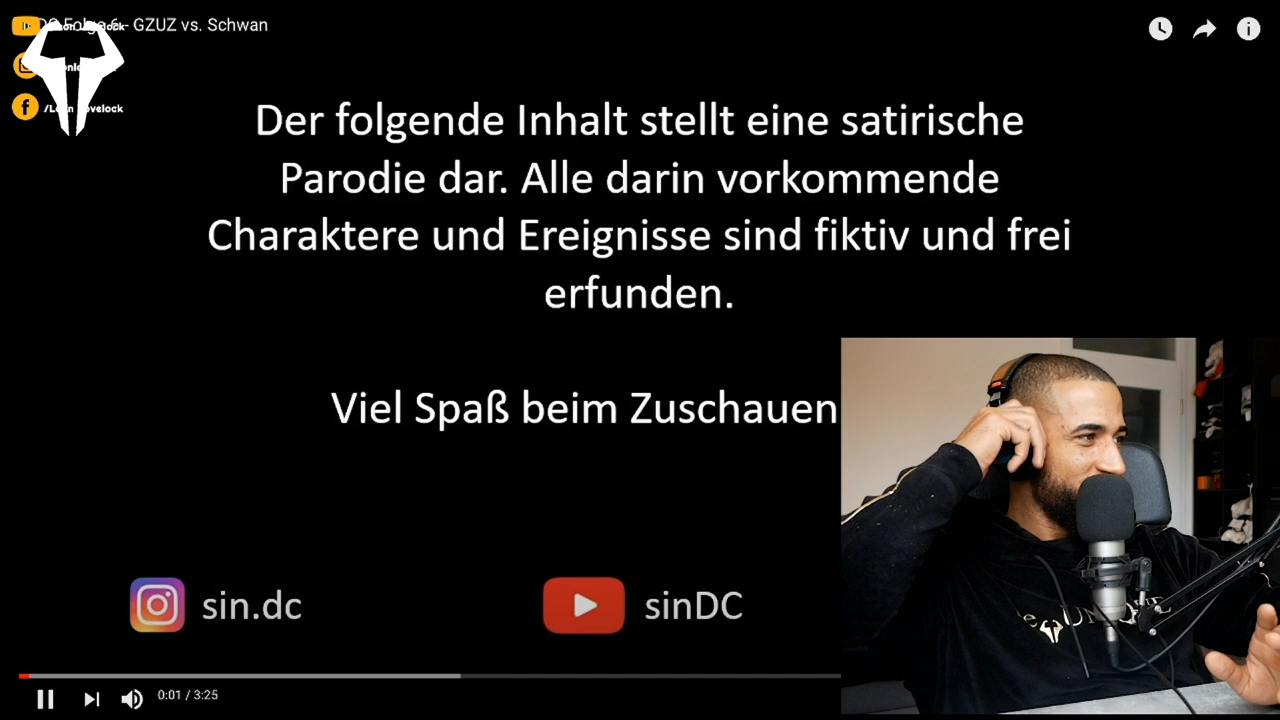 GZUZ vs. Schwan
Der folgende Inhalt stellt eine satirische
Parodie dar. Alle darin vorkommende
Charaktere und Ereignisse sind fiktiv und frei
erfunden.
Viel Spaß beim Zuschauen
sin.dc
sinDC
0:01 / 3:25